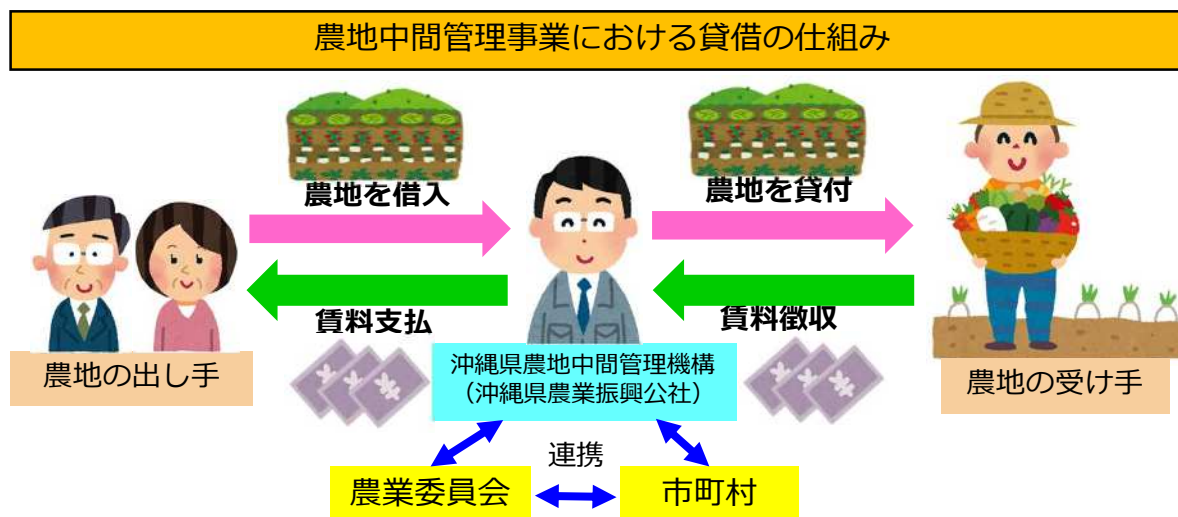 農地中間管理事業における貸借の仕組み
農地を借入
農地を貸付
賃料支払
賃料徴収
農地の出し手
沖縄県農地中間管理機構
（沖縄県農業振興公社）
農地の受け手
連携
農業委員会
市町村